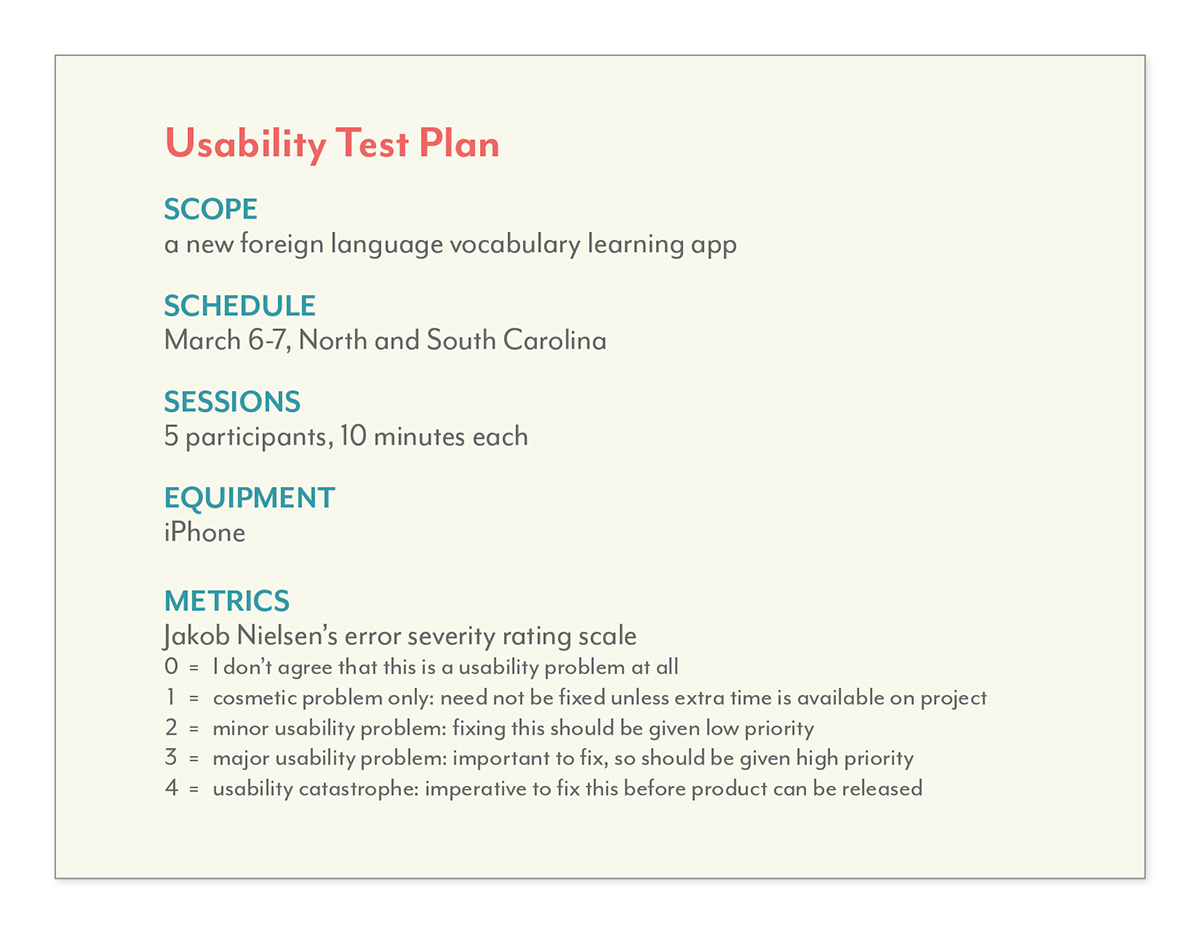 Usability Test Plan
SCOPE
a new foreign language vocabulary learning app
SCHEDULE
March 6-7, North and South Carolina
SESSIONS
5 participants, 10 minutes each
EQUIPMENT
iPhone
METRICS
Jakob Nielsen’s error severity rating scale
0 = I don’t agree that this is a usability problem at all
1 = cosmetic problem only: need not be fixed unless extra time is available on project
2 = minor usability problem: fixing this should be given low priority
3 = major usability problem: important to fix, so should be given high priority
4 = usability catastrophe: imperative to fix this before product can be released